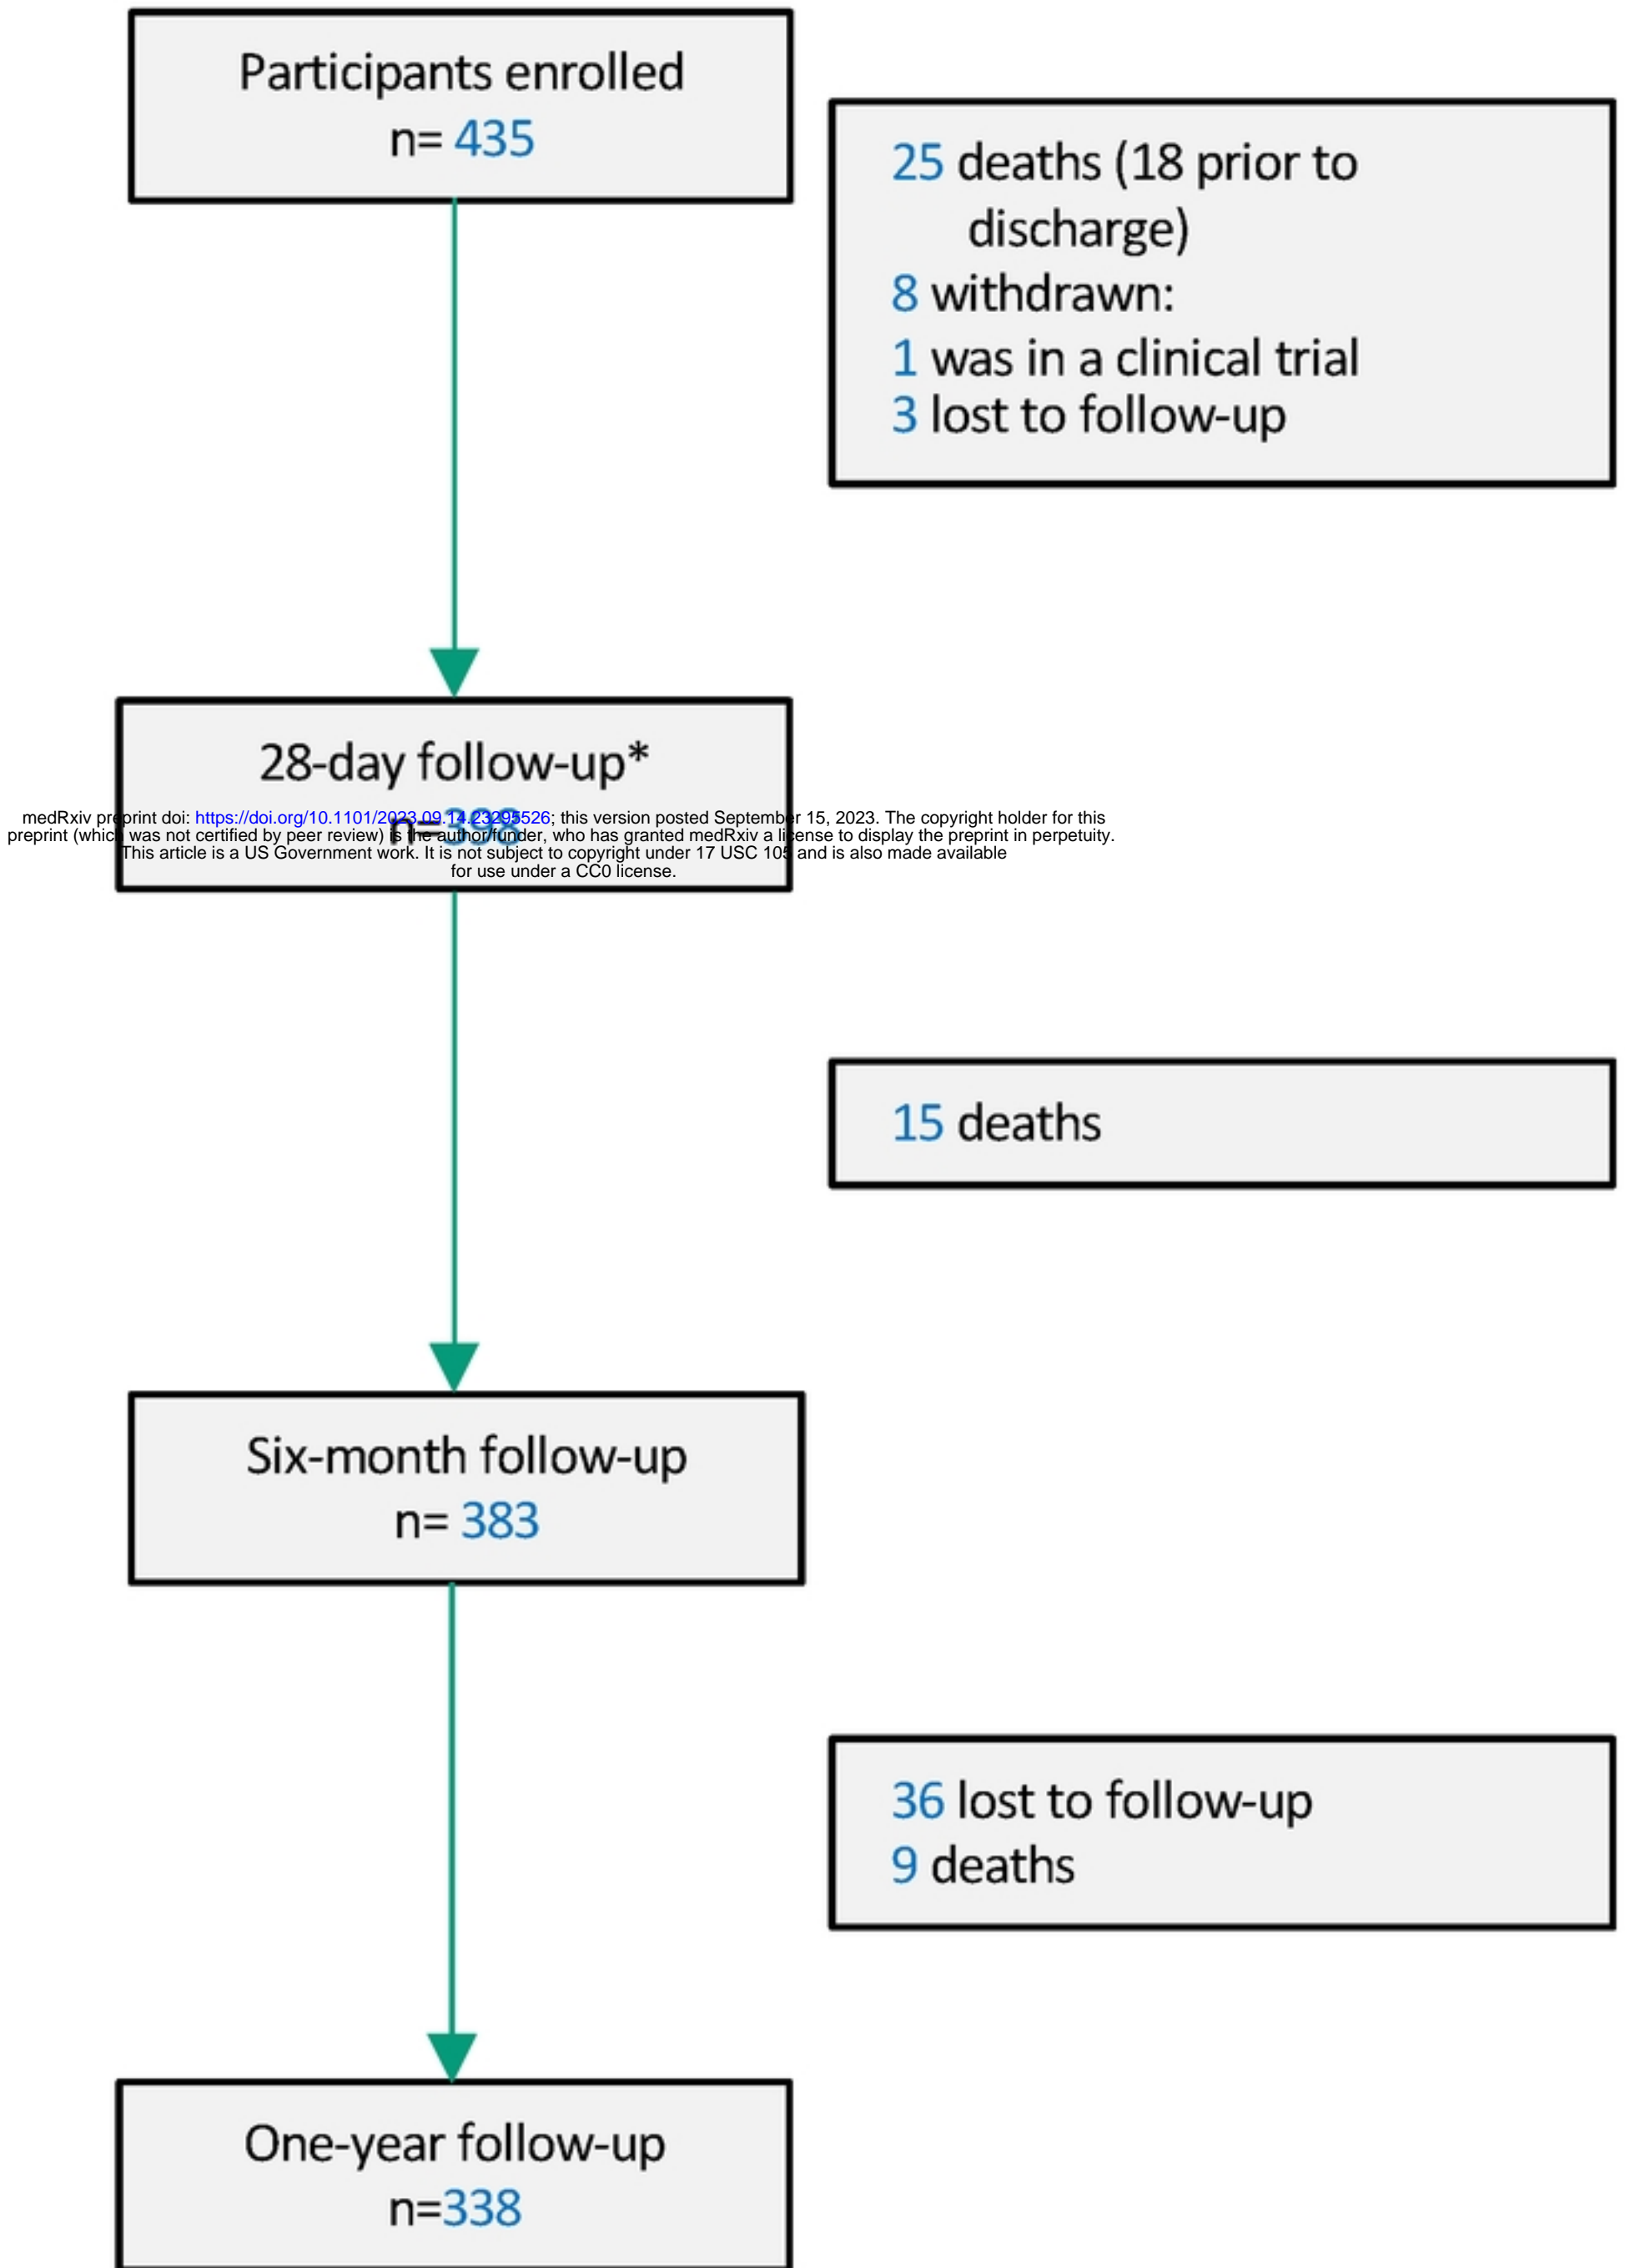 Participants enrolled
n= 435
25 deaths (18 prior to
discharge)
8 withdrawn:
1 was in a clinical trial
3 lost to follow-up
28-day follow-up*
n=398
medRxiv preprint doi: https://doi.org/10.1101/2023.09.14.23295526; this version posted September 15, 2023. The copyright holder for this
preprint (which was not certified by peer review) is the author/funder, who has granted medRxiv a license to display the preprint in perpetuity.
This article is a US Government work. It is not subject to copyright under 17 USC 105 and is also made available
for use under a CC0 license.
15 deaths
Six-month follow-up
n= 383
36 lost to follow-up
9 deaths
One-year follow-up
n=338